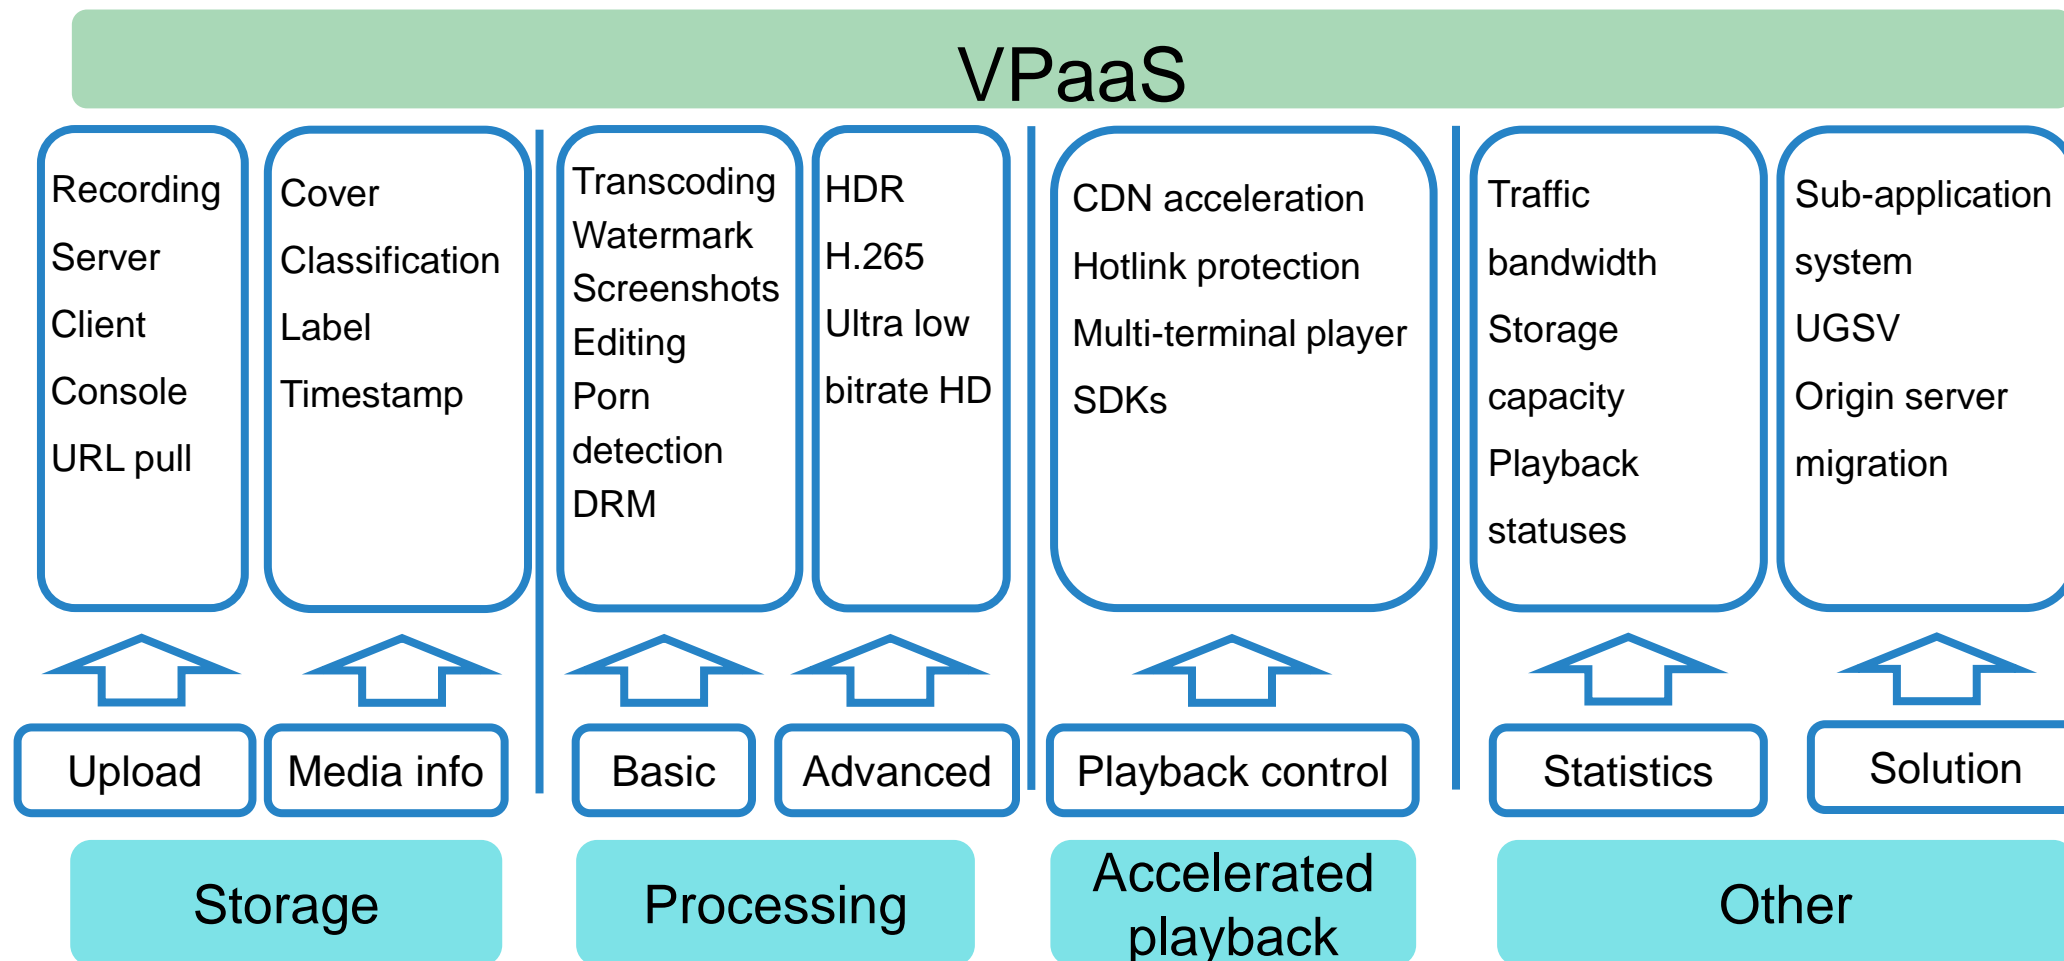 VPaaS
Recording
Server
Client
Console
URL pull
Cover
Classification
Label
Timestamp
Transcoding
Watermark
Screenshots
Editing
Porn
detection
DRM
HDR
H.265
Ultra low
bitrate HD
CDN acceleration
Hotlink protection
Multi-terminal player
SDKs
Traffic
bandwidth
Storage
capacity
Playback
statuses
Sub-application
system
UGSV
Origin server
migration
Upload
Media info
Basic
Advanced
Playback control
Statistics
Solution
Storage
Processing
Accelerated
playback
Other